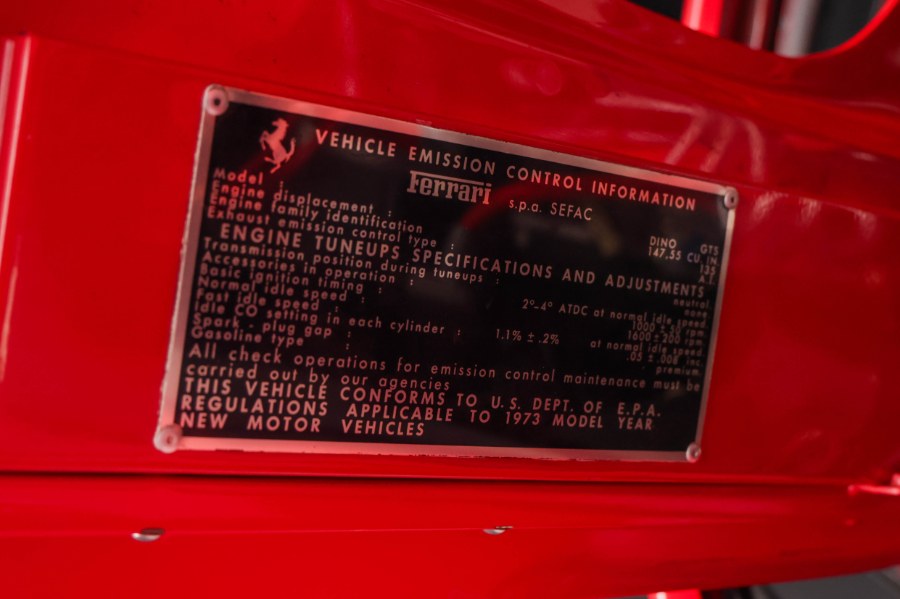 VEHICLE EMISSION CONTROL INFORMATION
Ferrari s.p.a. SEFAC
Model : DINO GTS
Engine displacement : 147,55 CU. IN
Engine family identification : 135
Exhaust emission control type : A.I.
ENGINE TUNEUPS SPECIFICATIONS AND ADJUSTMENTS
Transmission position during tuneups : neutral
Accessories in operation : none
Basic ignition timing : 2°-4° ATDC at normal idle speed.
Normal idle speed : 1000 ± 50 rpm
Fast idle speed : 1600 ± 200 rpm
Idle CO setting in each cylinder : 1.1% ± .2% at normal idle speed
Spark plug gap : .05 ± .008 inc.
Gasoline type : premium.
All check operations for emission control maintenance must be
carried out by our agencies
THIS VEHICLE CONFORMS TO U.S. DEPT. OF E.P.A.
REGULATIONS APPLICABLE TO 1973 MODEL YEAR
NEW MOTOR VEHICLES